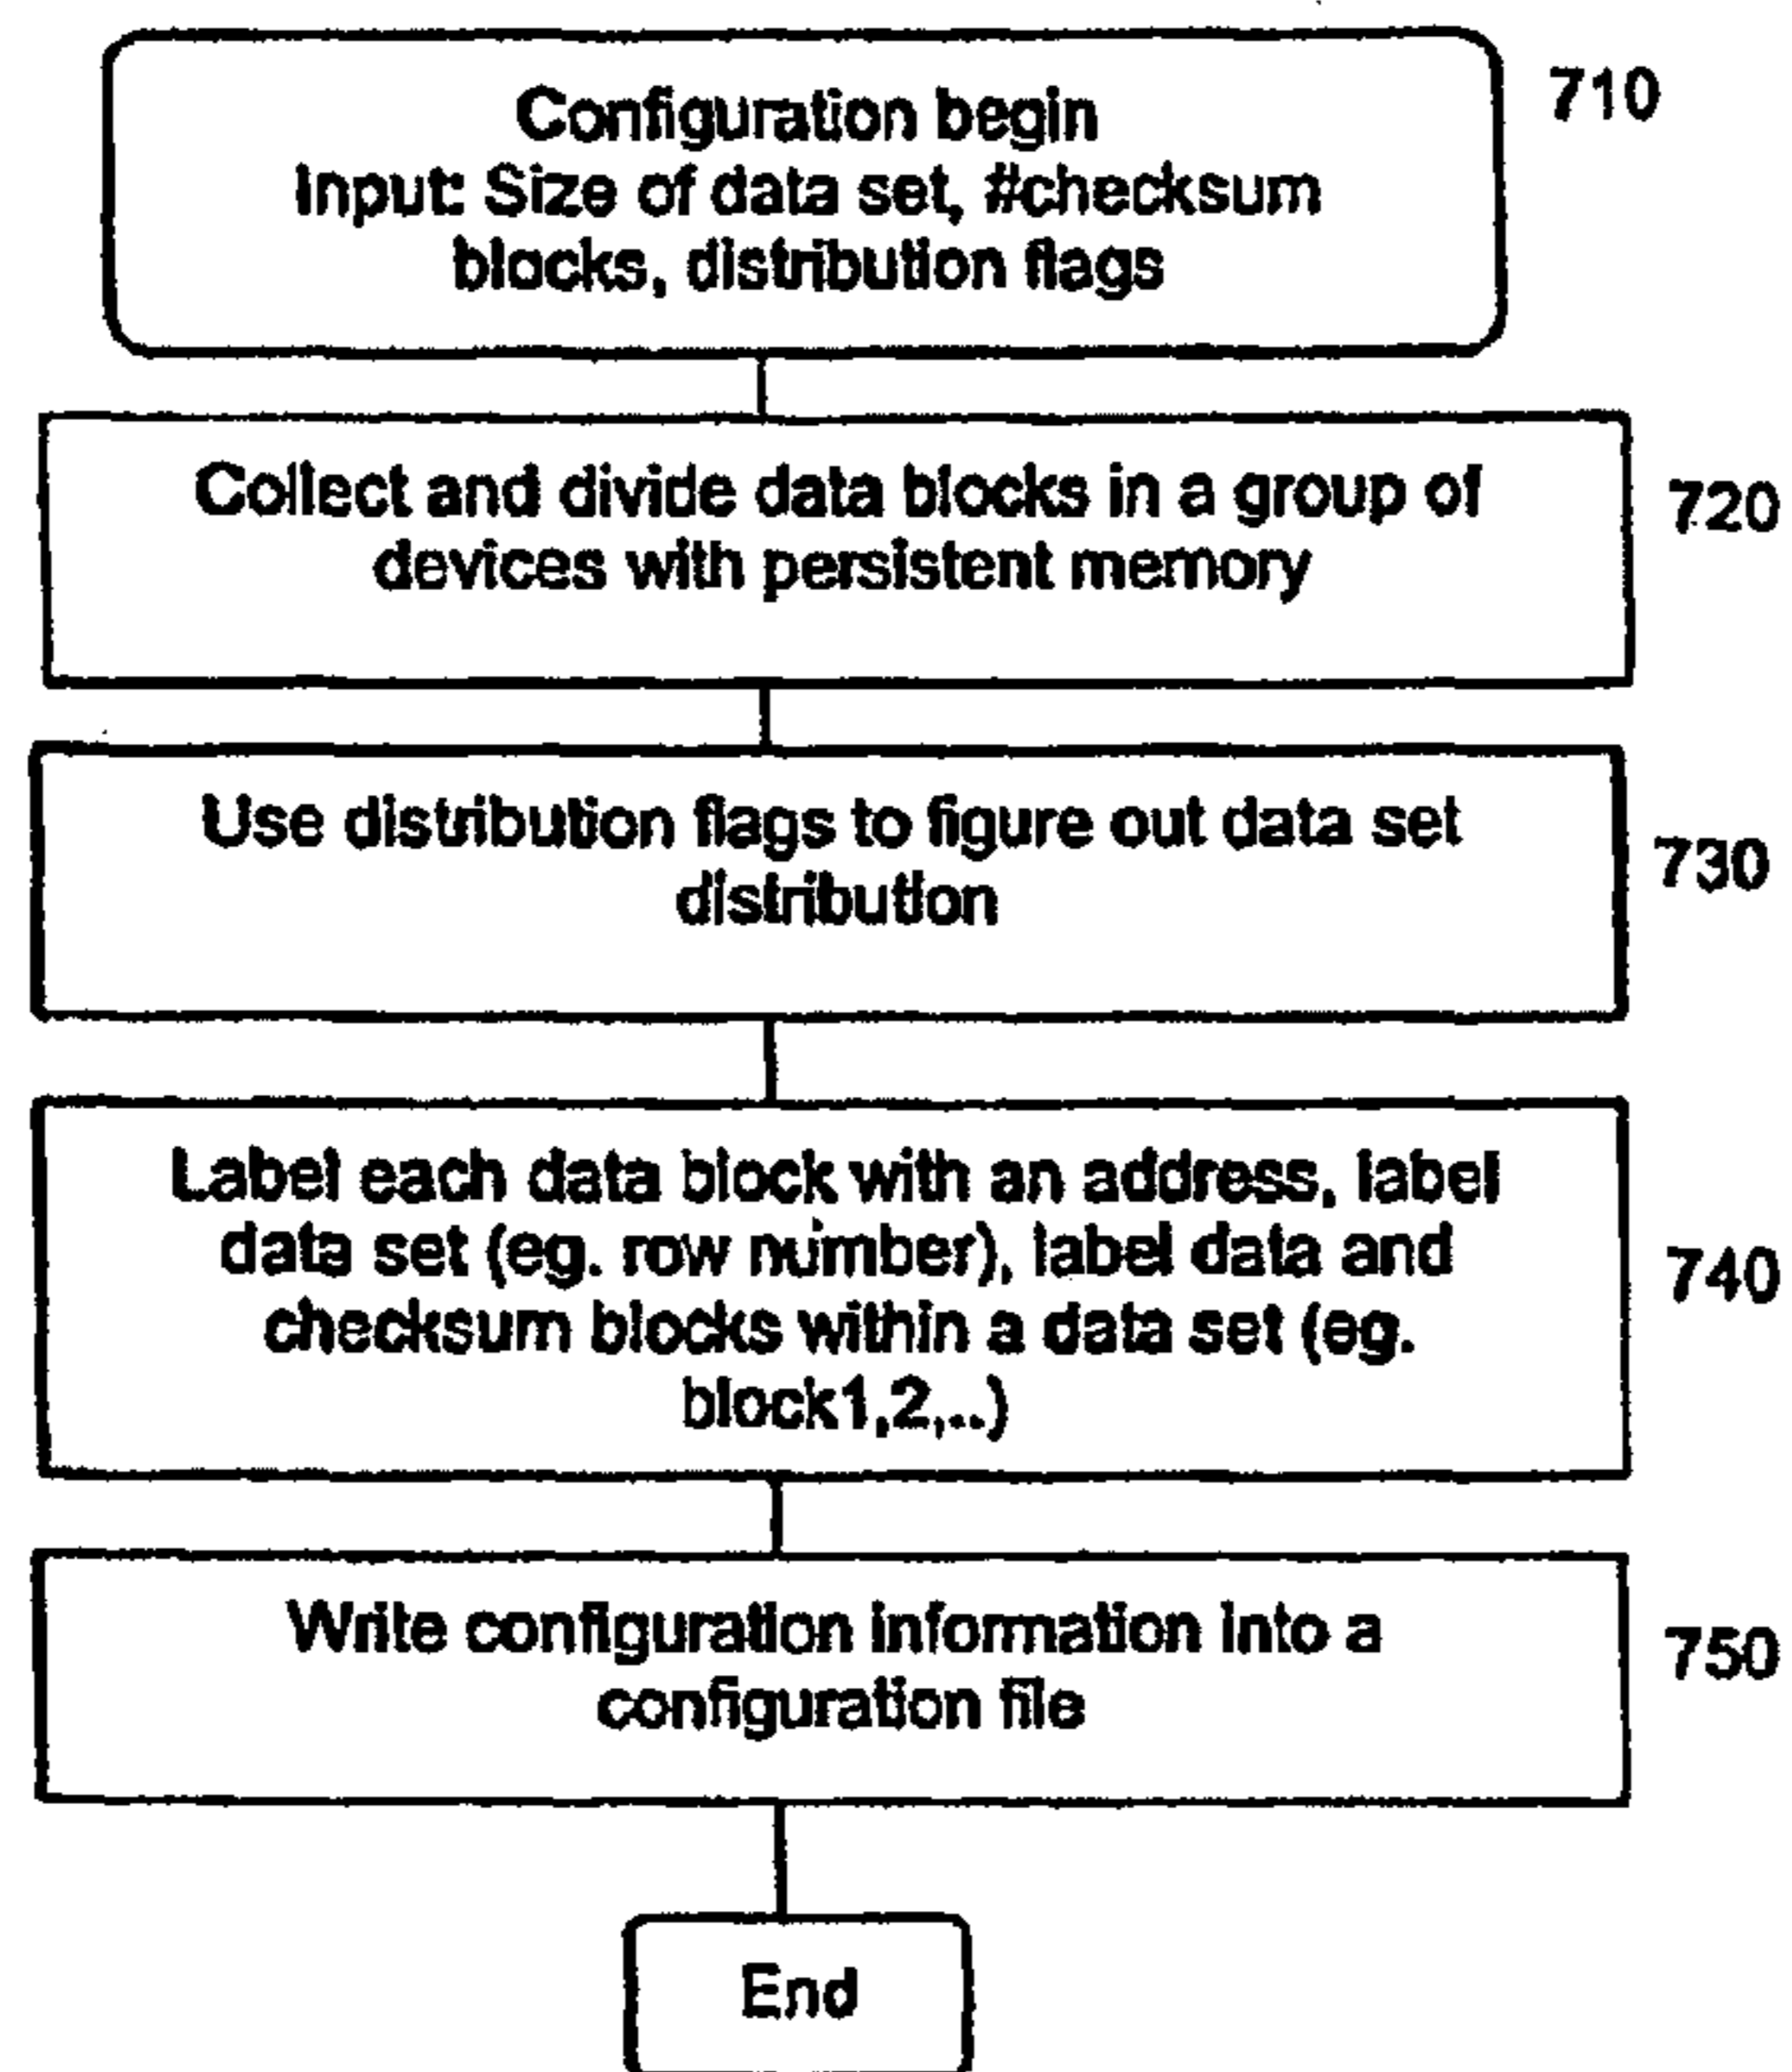 Configuration begin
Input: Size of data set, #checksum
blocks, distribution flags
710
Collect and divide data blocks in a group of
devices with persistent memory
720
Use distribution flags to figure out data set
distribution
730
Label each data block with an address, label
data set (eg. row number), label data and
checksum blocks within a data set (eg.
block1,2,..)
740
Write configuration information into a
configuration file
750
End